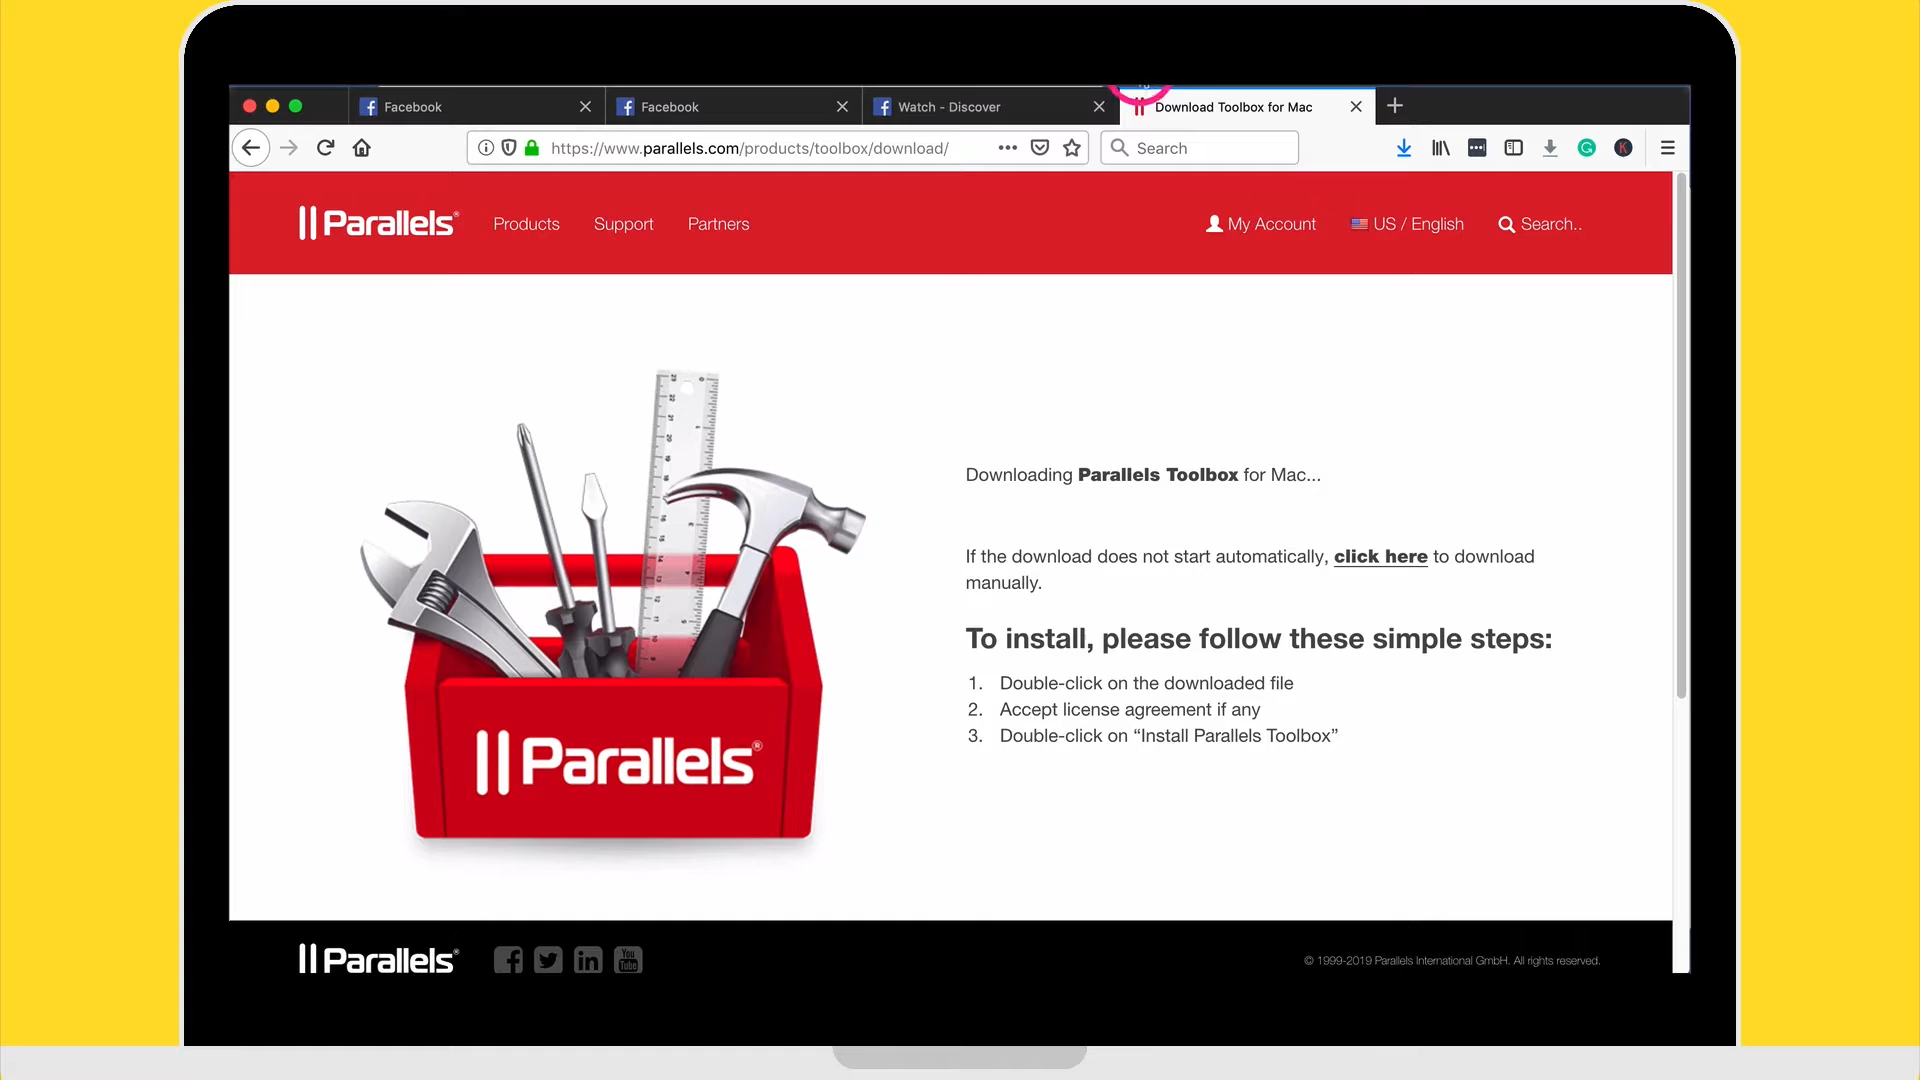 Facebook
Facebook
Watch - Discover
Download Toolbox for Mac
https://www.parallels.com/products/toolbox/download/
Search
Parallels®
Products
Support
Partners
My Account
US / English
Search..
Downloading Parallels Toolbox for Mac...
If the download does not start automatically, click here to download
manually.
To install, please follow these simple steps:
1. Double-click on the downloaded file
2. Accept license agreement if any
3. Double-click on “Install Parallels Toolbox”
Parallels®
Parallels®
You
Tube
© 1999-2019 Parallels International GmbH. All rights reserved.